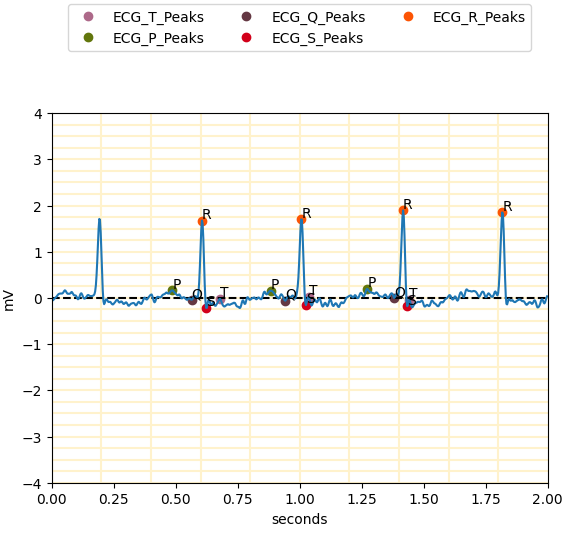 ECG_T_Peaks ECG_Q_Peaks ECG_R_Peaks
ECG_P_Peaks ECG_S_Peaks
4
3
2
1
0
−1
−2
−3
−4
mV
R R R R
P Q S T P Q S T P Q S T
0.00 0.25 0.50 0.75 1.00 1.25 1.50 1.75 2.00
seconds